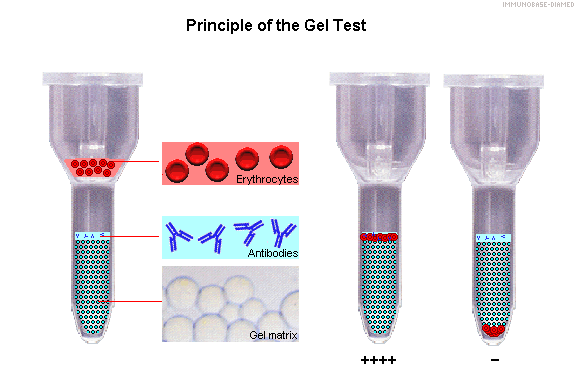 IMMUNOBASE-DIAMED
Principle of the Gel Test
Erythrocytes
Antibodies
Gel matrix
++++
–